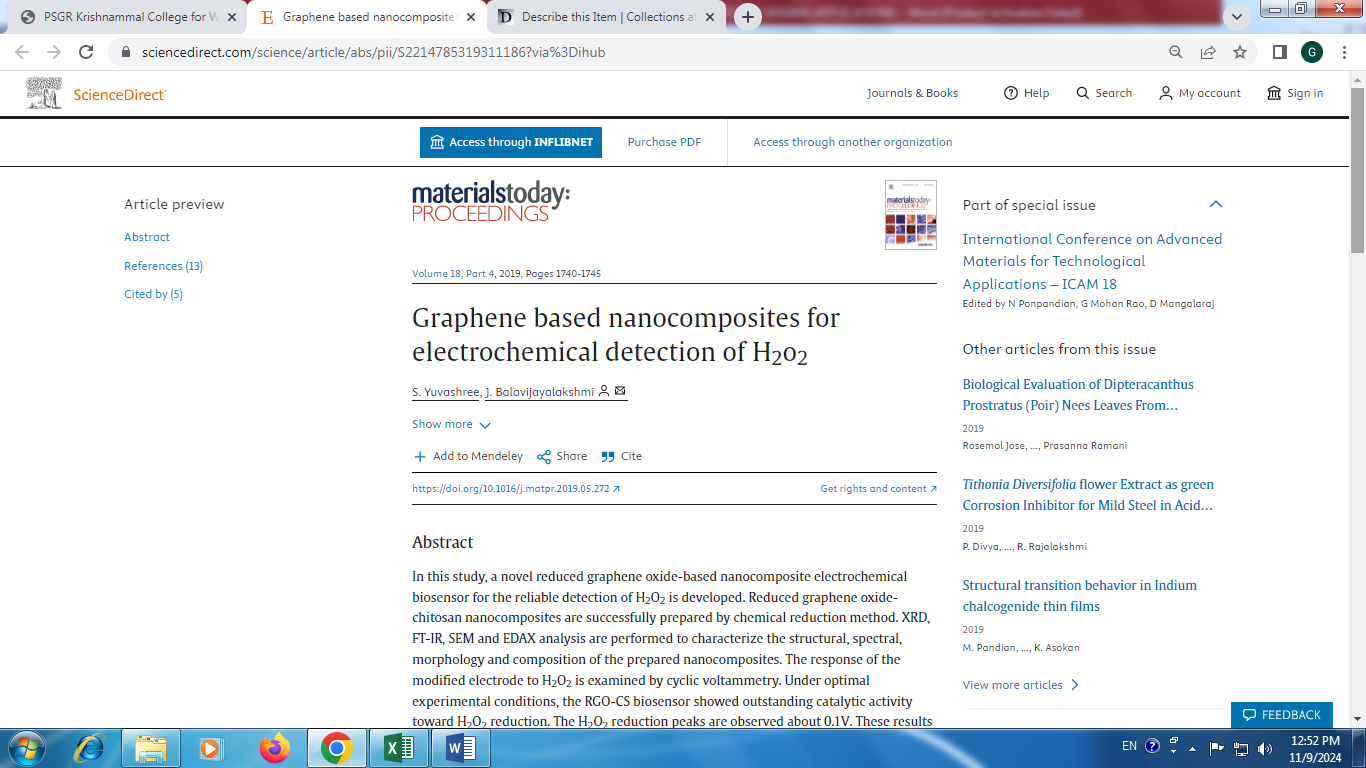 PSGR Krishnammal College for W
Graphene based nanocomposites
Describe this Item | Collections a
sciencedirect.com/science/article/abs/pii/S2214785319311186?via%3Dihub
G
ScienceDirect
Journals & Books
Help
Search
My account
Sign in
Access through INFLIBNET
Purchase PDF
Access through another organization
Article preview
Abstract
References (13)
Cited by (5)
materialstoday:
PROCEEDINGS
materialstoday:
PROCEEDINGS
Volume 18, Part 4, 2019, Pages 1740-1745
Graphene based nanocomposites for
electrochemical detection of H₂o₂
S. Yuvashree, J. Balavijayalakshmi
Show more
Add to Mendeley
Share
Cite
https://doi.org/10.1016/j.matpr.2019.05.272
Get rights and content
Abstract
In this study, a novel reduced graphene oxide-based nanocomposite electrochemical
biosensor for the reliable detection of H₂O₂ is developed. Reduced graphene oxide-
chitosan nanocomposites are successfully prepared by chemical reduction method. XRD,
FT-IR, SEM and EDAX analysis are performed to characterize the structural, spectral,
morphology and composition of the prepared nanocomposites. The response of the
modified electrode to H₂O₂ is examined by cyclic voltammetry. Under optimal
experimental conditions, the RGO-CS biosensor showed outstanding catalytic activity
toward H₂O₂ reduction. The H₂O₂ reduction peaks are observed about 0.1V. These results
Part of special issue
International Conference on Advanced
Materials for Technological
Applications – ICAM 18
Edited by N Ponpandian, G Mohan Rao, D Mangalaraj
Other articles from this issue
Biological Evaluation of Dipteracanthus
Prostratus (Poir) Nees Leaves From…
2019
Rosemol Jose, …, Prasanna Ramani
Tithonia Diversifolia flower Extract as green
Corrosion Inhibitor for Mild Steel in Acid…
2019
P. Divya, …, R. Rajalakshmi
Structural transition behavior in Indium
chalcogenide thin films
2019
M. Pandian, …, K. Asokan
View more articles
FEEDBACK
EN
12:52 PM
11/9/2024